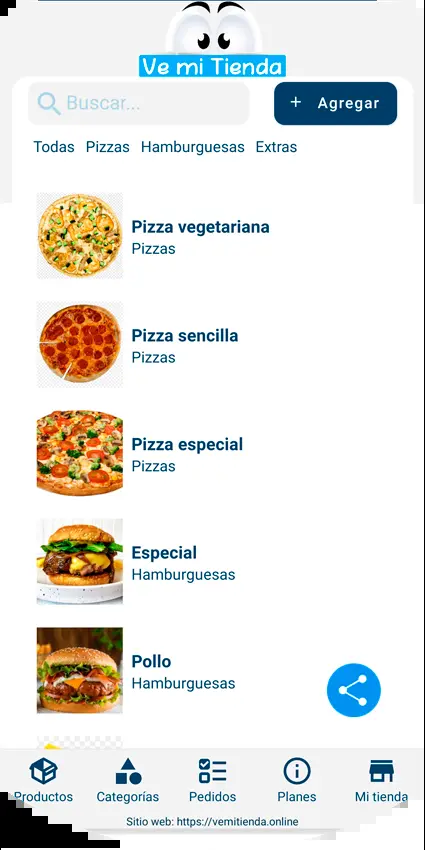 Ve mi Tienda
Buscar...
+ Agregar
Todas Pizzas Hamburguesas Extras
Pizza vegetariana
Pizzas
Pizza sencilla
Pizzas
Pizza especial
Pizzas
Especial
Hamburguesas
Pollo
Hamburguesas
Productos Categorías Pedidos Planes Mi tienda
Sitio web: https://vemitienda.online